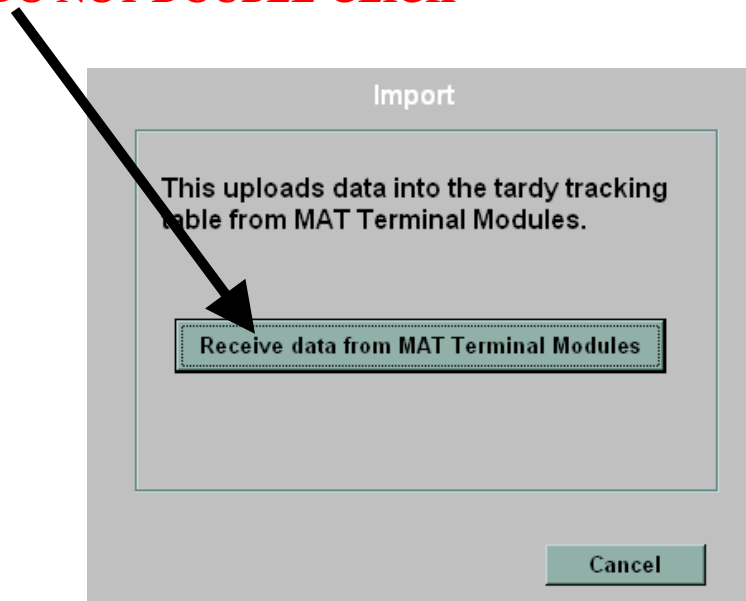 DO NOT DOUBLE CLICK
Import
This uploads data into the tardy tracking
table from MAT Terminal Modules.
Receive data from MAT Terminal Modules
Cancel